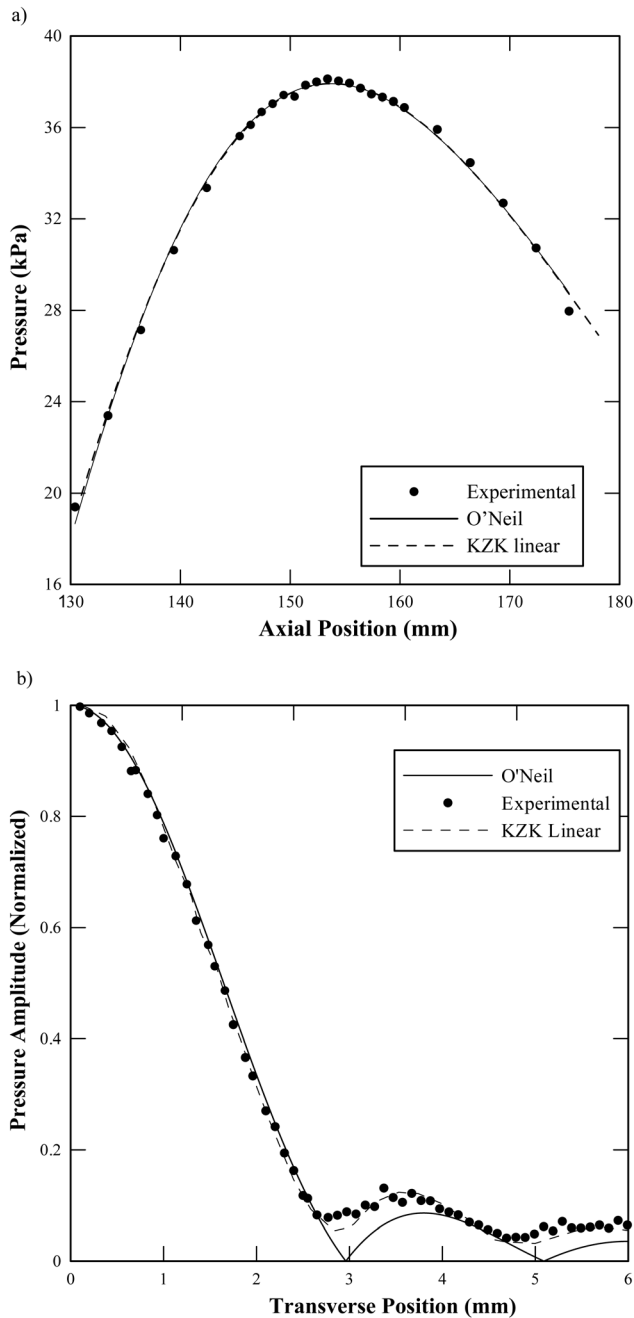 a)
40
36
32
28
24
20
16
Pressure (kPa)
130
140
150
160
170
180
Axial Position (mm)
Experimental
O’Neil
KZK linear
b)
1
0.8
0.6
0.4
0.2
0
Pressure Amplitude (Normalized)
0
1
2
3
4
5
6
Transverse Position (mm)
O'Neil
Experimental
KZK Linear